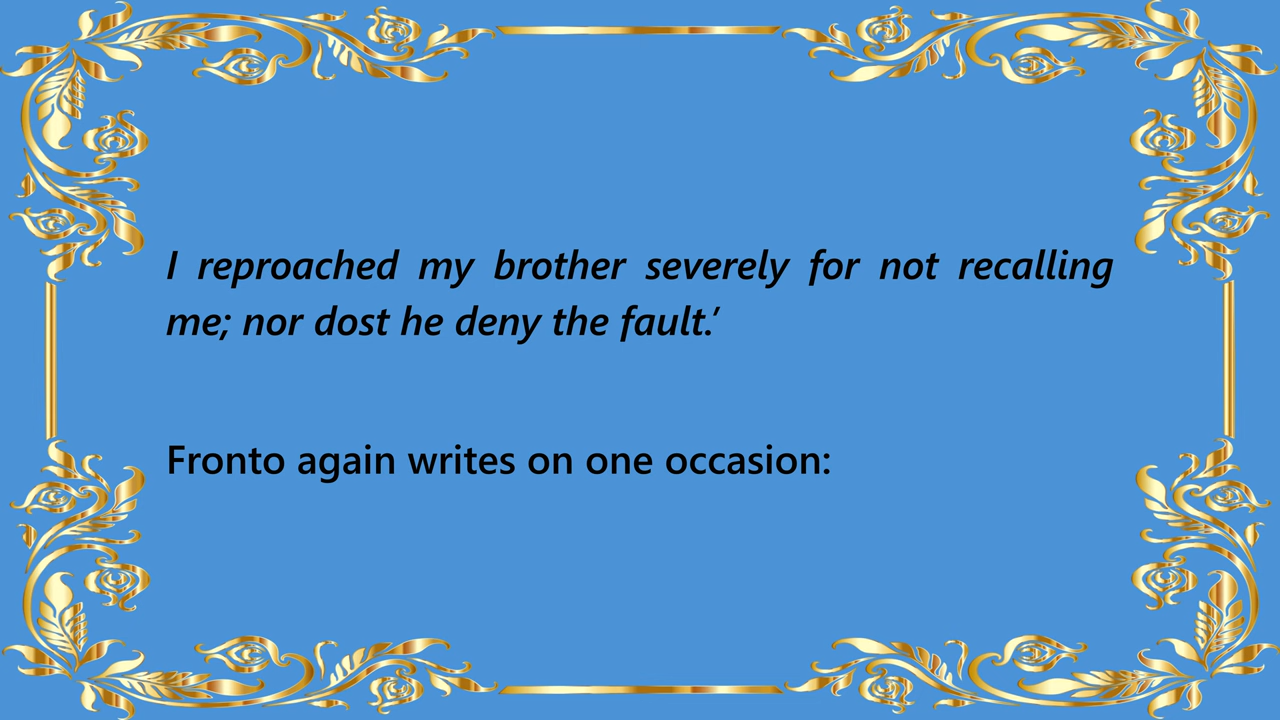 I reproached my brother severely for not recalling
me; nor dost he deny the fault.’
Fronto again writes on one occasion: